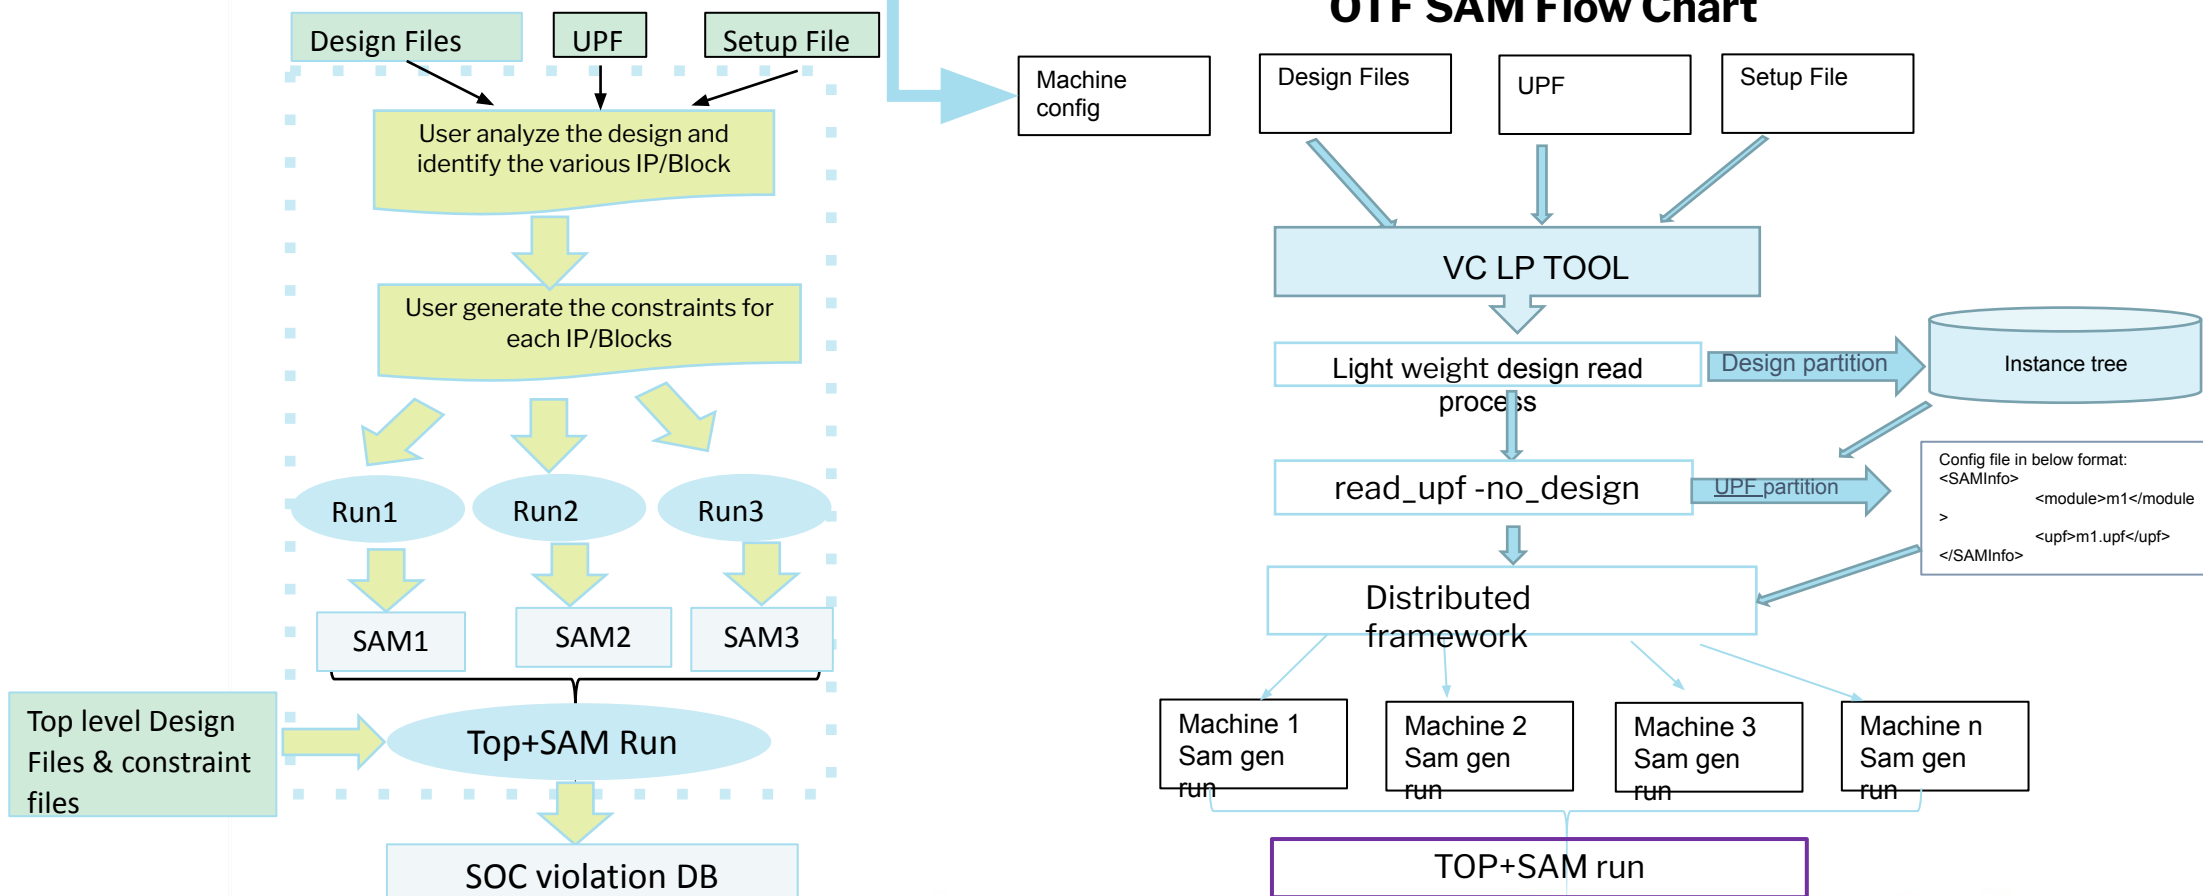 Design Files
UPF
Setup File
User analyze the design and
identify the various IP/Block
User generate the constraints for
each IP/Blocks
Run1
Run2
Run3
SAM1
SAM2
SAM3
Top level Design
Files & constraint
files
Top+SAM Run
SOC violation DB
OTF SAM Flow Chart
Machine
config
Design Files
UPF
Setup File
VC LP TOOL
Light weight design read
process
Design partition
Instance tree
read_upf -no_design
UPF partition
Config file in below format:
<SAMInfo>
<module>m1</module
>
<upf>m1.upf</upf>
</SAMInfo>
Distributed
framework
Machine 1
Sam gen
run
Machine 2
Sam gen
run
Machine 3
Sam gen
run
Machine n
Sam gen
run
TOP+SAM run